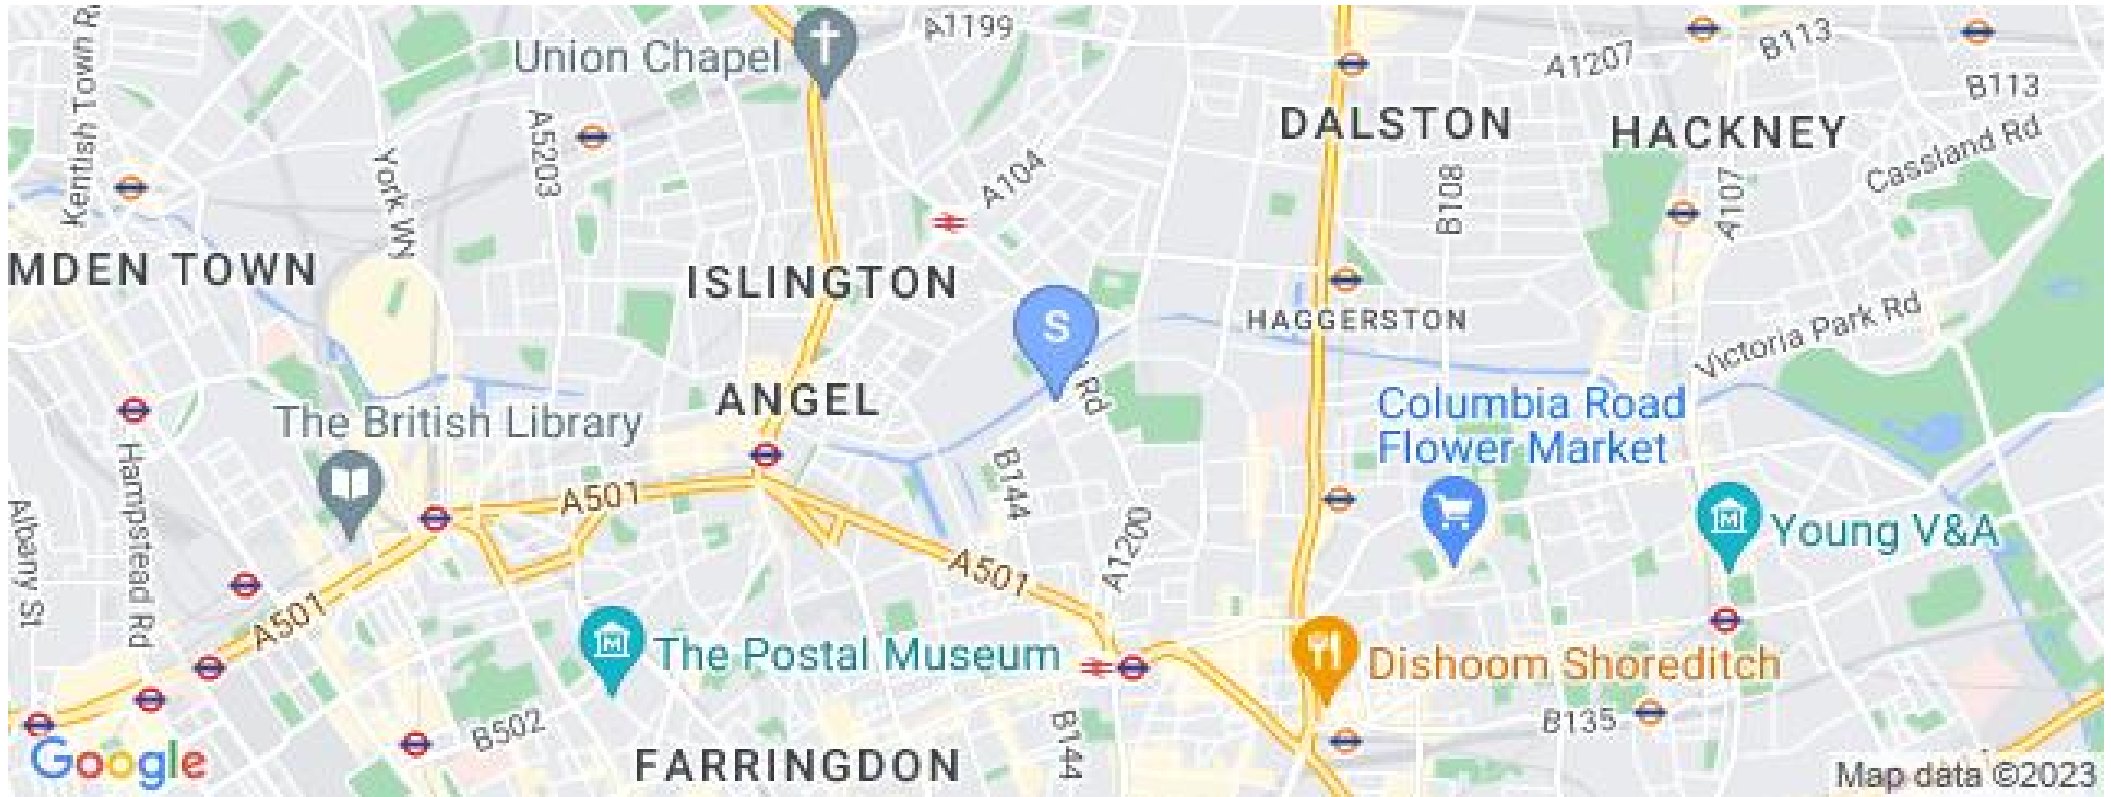 A1199
Union Chapel
Kentish Town R
A1207
B113
B113
DALSTON
HACKNEY
A5203
York Wy
A104
B108
A107
Cassland Rd
MDEN TOWN
ISLINGTON
S
HAGGERSTON
Victoria Park Rd
ANGEL
Rd
The British Library
Columbia Road
Flower Market
Hampstead Rd
A501
B144
Albany St
A501
A1200
Young V&A
A501
The Postal Museum
Dishoom Shoreditch
B502
B144
B135
Google
FARRINGDON
Map data ©2023